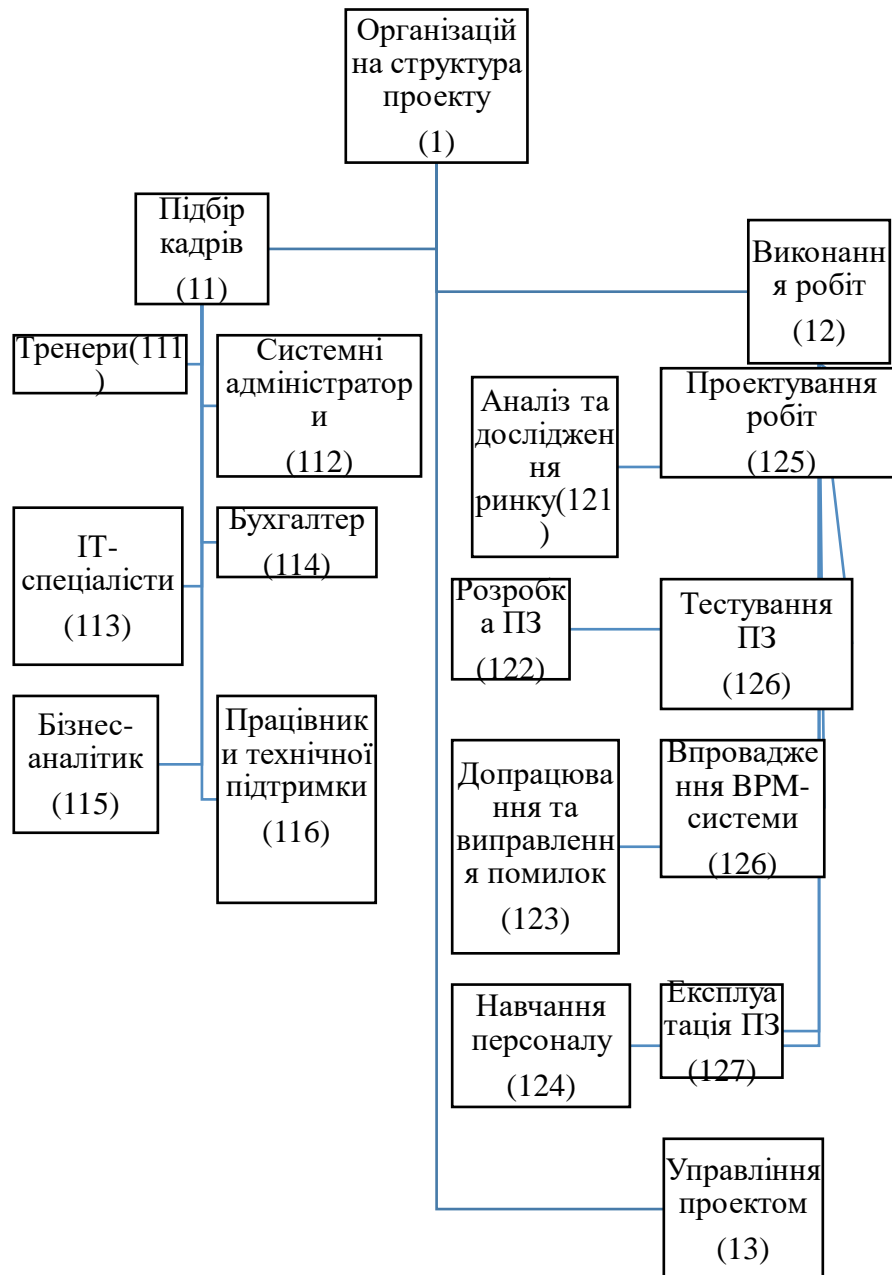 Організацій
на структура
проекту
(1)
Підбір
кадрів
(11)
Виконанн
я робіт
(12)
Тренери(111
)
Системні
адміністратор
и
(112)
Аналіз та
дослідженн
ня
ринку(121
)
Проектування
робіт
(125)
ІТ-
спеціалісти
(113)
Бухгалтер
(114)
Розробк
а ПЗ
(122)
Тестування
ПЗ
(126)
Бізнес-
аналітик
(115)
Працівник
и технічної
підтримки
(116)
Допрацюва
ння та
виправленн
я помилок
(123)
Впровадже
ння BPM-
системи
(126)
Навчання
персоналу
(124)
Експлуа
тація ПЗ
(127)
Управління
проектом
(13)